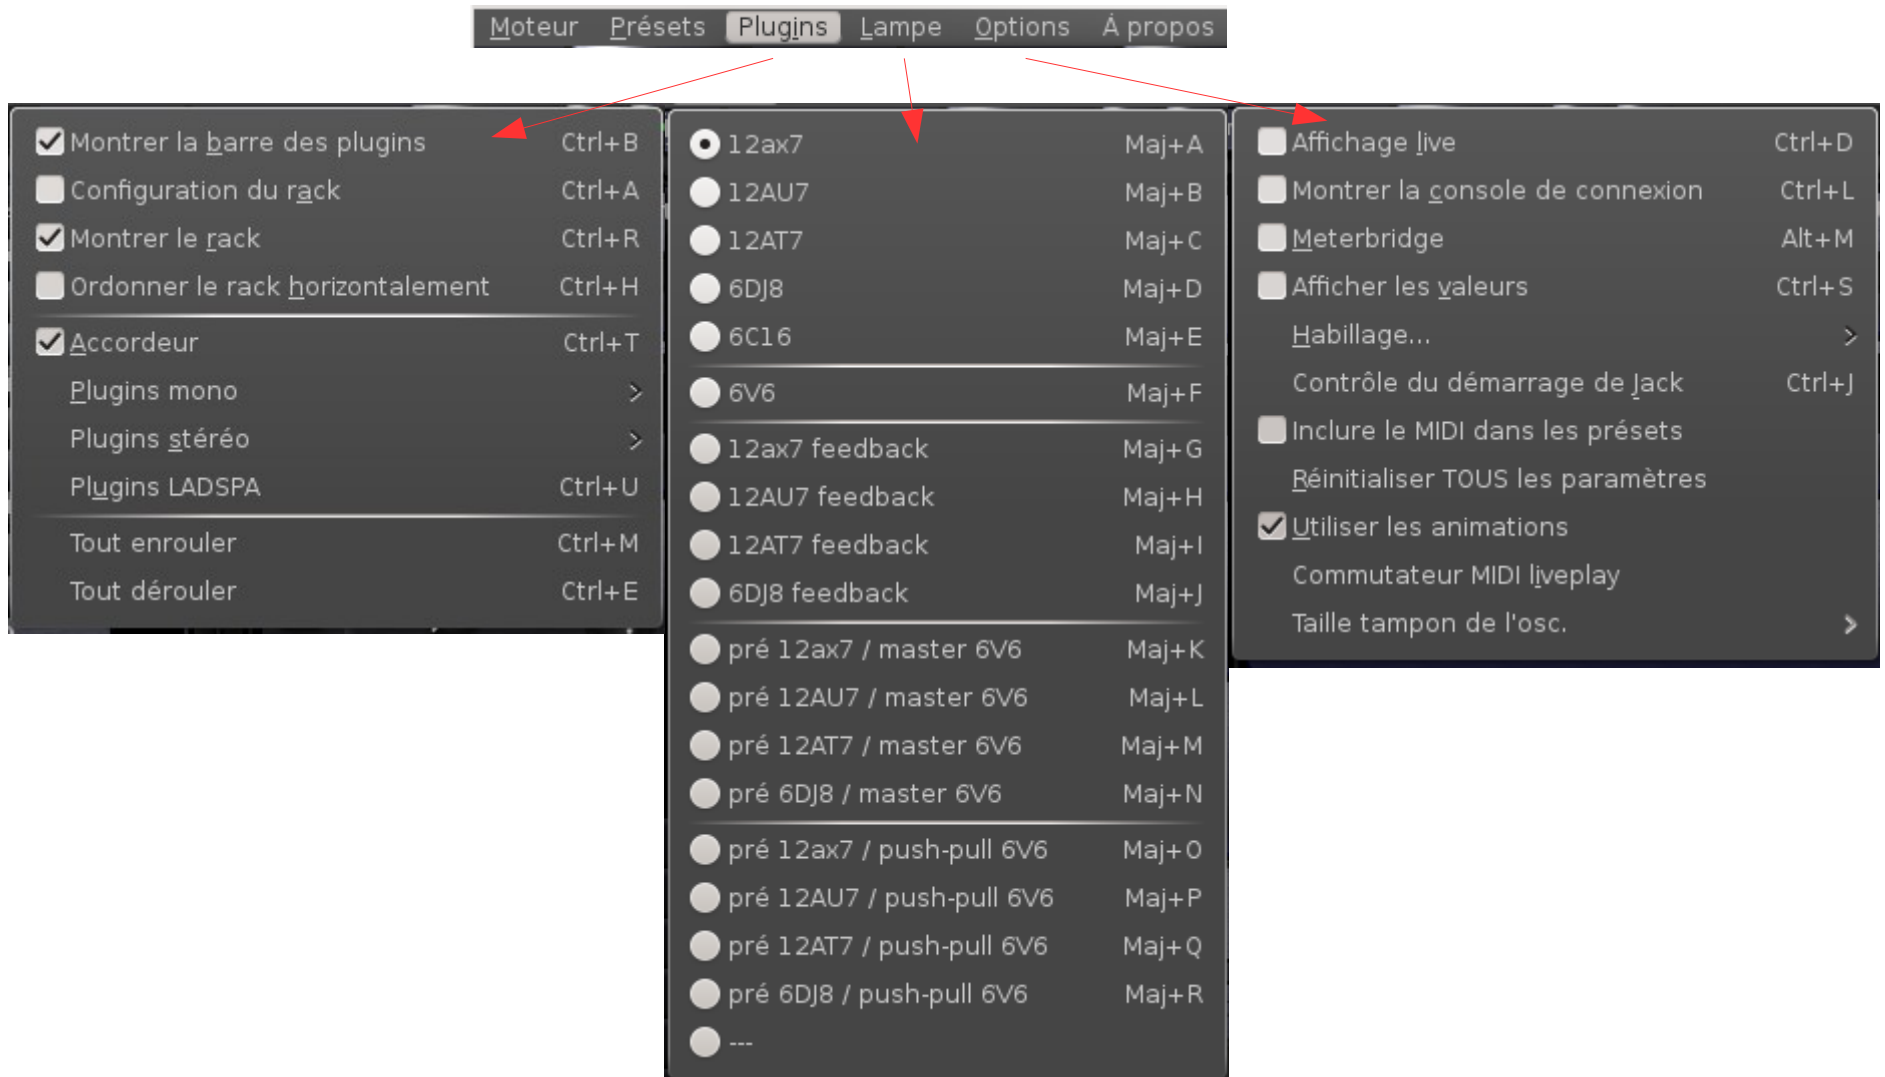 Moteur Présets Plugins Lampe Options À propos
Montrer la barre des plugins Ctrl+B
Configuration du rack Ctrl+A
Montrer le rack Ctrl+R
Ordonner le rack horizontalement Ctrl+H
Accordeur Ctrl+T
Plugins mono
Plugins stéréo
Plugins LADSPA Ctrl+U
Tout enrouler Ctrl+M
Tout dérouler Ctrl+E
12ax7 Maj+A
12AU7 Maj+B
12AT7 Maj+C
6DJ8 Maj+D
6C16 Maj+E
6V6 Maj+F
12ax7 feedback Maj+G
12AU7 feedback Maj+H
12AT7 feedback Maj+I
6DJ8 feedback Maj+J
pré 12ax7 / master 6V6 Maj+K
pré 12AU7 / master 6V6 Maj+L
pré 12AT7 / master 6V6 Maj+M
pré 6DJ8 / master 6V6 Maj+N
pré 12ax7 / push-pull 6V6 Maj+O
pré 12AU7 / push-pull 6V6 Maj+P
pré 12AT7 / push-pull 6V6 Maj+Q
pré 6DJ8 / push-pull 6V6 Maj+R
---
Affichage live Ctrl+D
Montrer la console de connexion Ctrl+L
Meterbridge Alt+M
Afficher les valeurs Ctrl+S
Habillage...
Contrôle du démarrage de Jack Ctrl+J
Inclure le MIDI dans les présets
Réinitialiser TOUS les paramètres
Utiliser les animations
Commutateur MIDI liveplay
Taille tampon de l'osc.